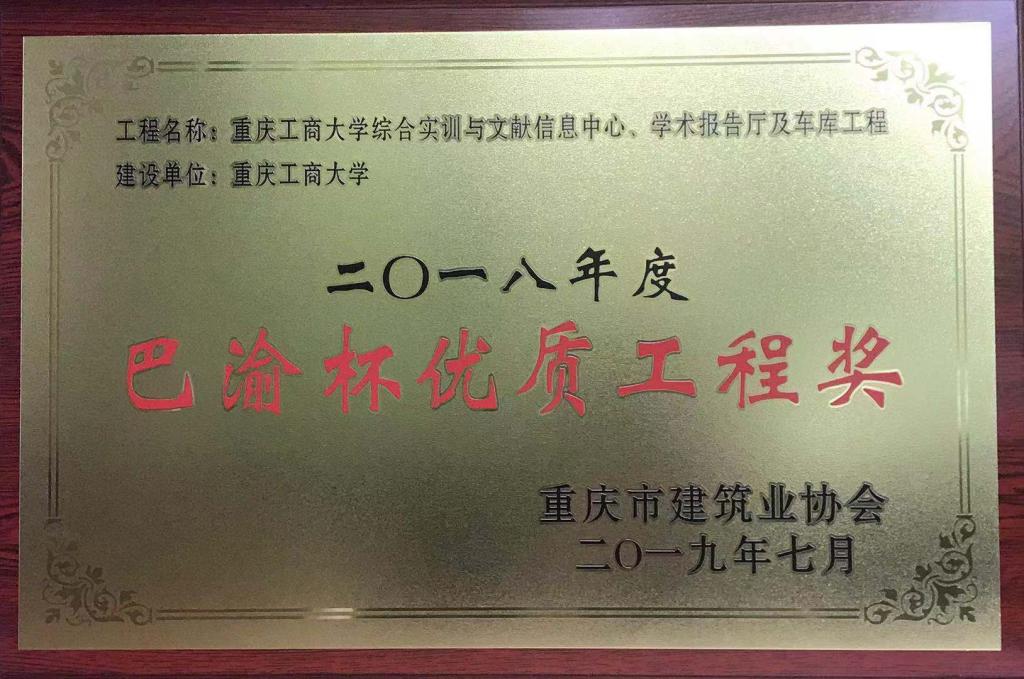 工程名称：重庆工商大学综合实训与文献信息中心、学术报告厅及车库工程
建设单位：重庆工商大学
二〇一八年度
巴渝杯优质工程奖
重庆市建筑业协会
二〇一九年七月